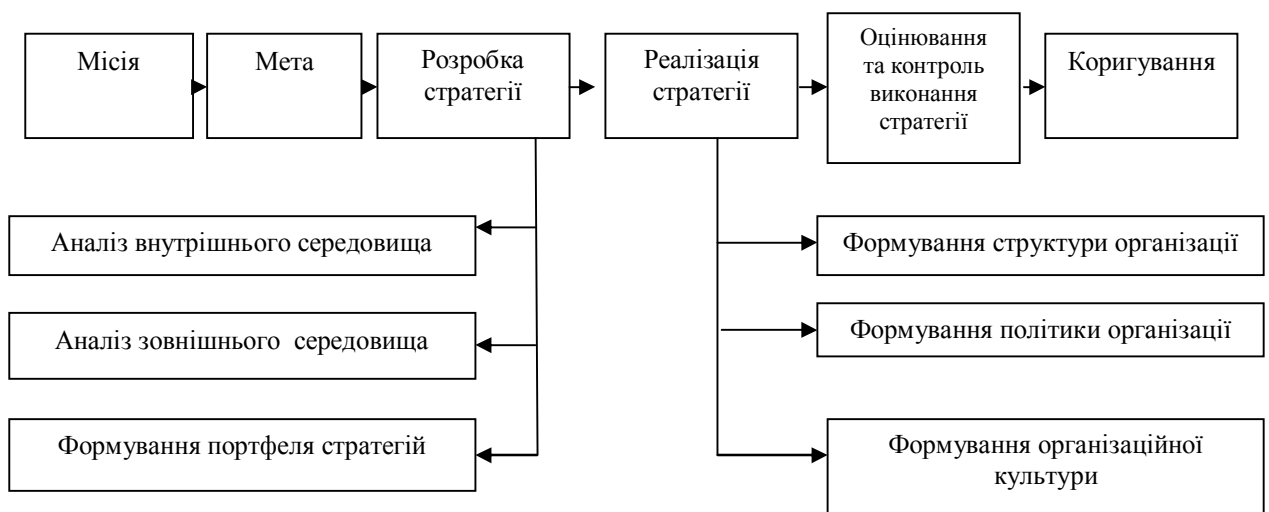 Місія
Мета
Розробка
стратегії
Реалізація
стратегії
Оцінювання
та контроль
виконання
стратегії
Коригування
Аналіз внутрішнього середовища
Аналіз зовнішнього середовища
Формування портфеля стратегій
Формування структури організації
Формування політики організації
Формування організаційної
культури